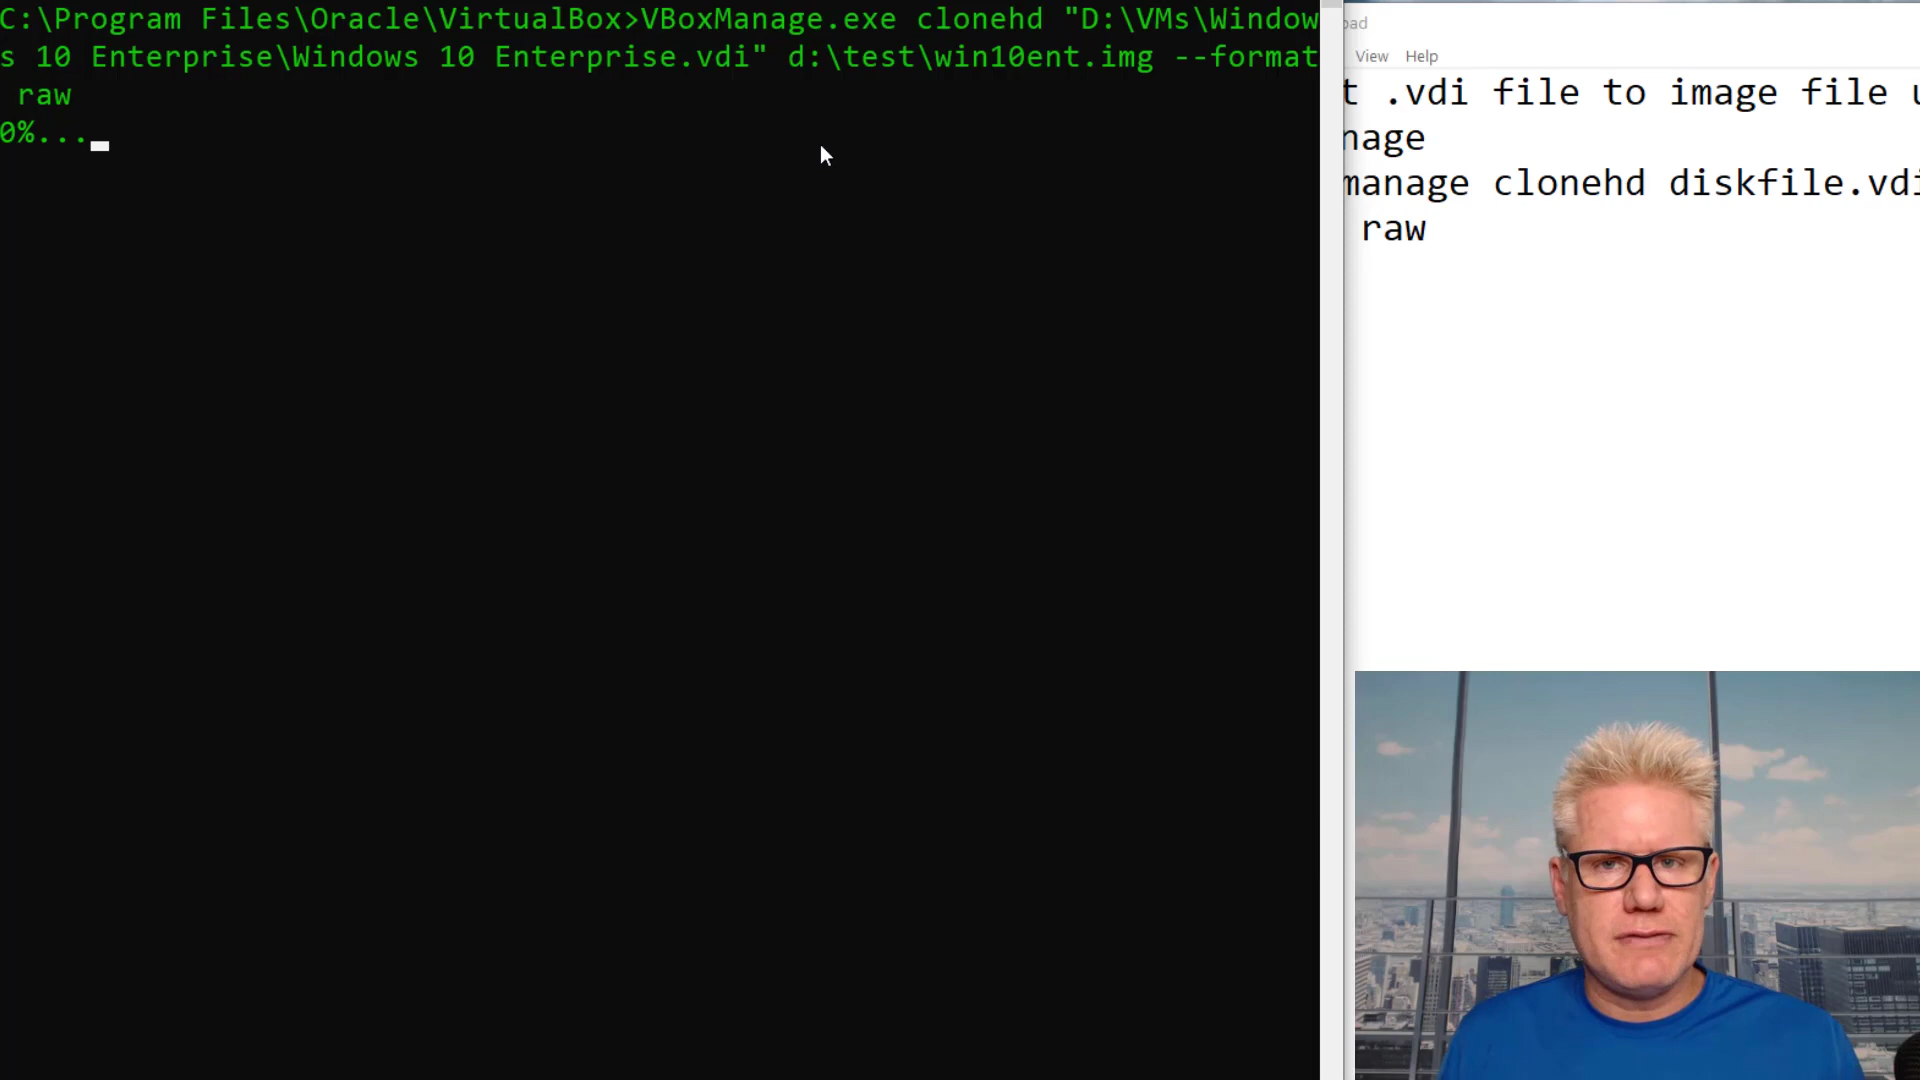 C:\Program Files\Oracle\VirtualBox>VBoxManage.exe clonehd "D:\VMs\Window
s 10 Enterprise\Windows 10 Enterprise.vdi" d:\test\win10ent.img --format
 raw
0%...
ad
View Help
t .vdi file to image file
nage
manage clonehd diskfile.vdi
raw